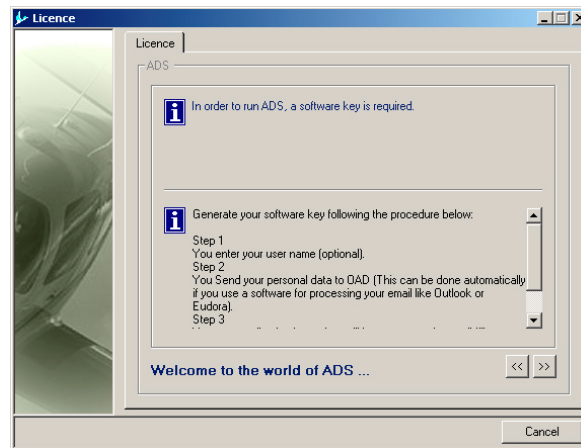 Licence
Licence
ADS
In order to run ADS, a software key is required.
Generate your software key following the procedure below:
Step 1
You enter your user name (optional).
Step 2
You Send your personal data to OAD (This can be done automatically
if you use a software for processing your email like Outlook or
Eudora).
Step 3
Welcome to the world of ADS ...
<< >>
Cancel